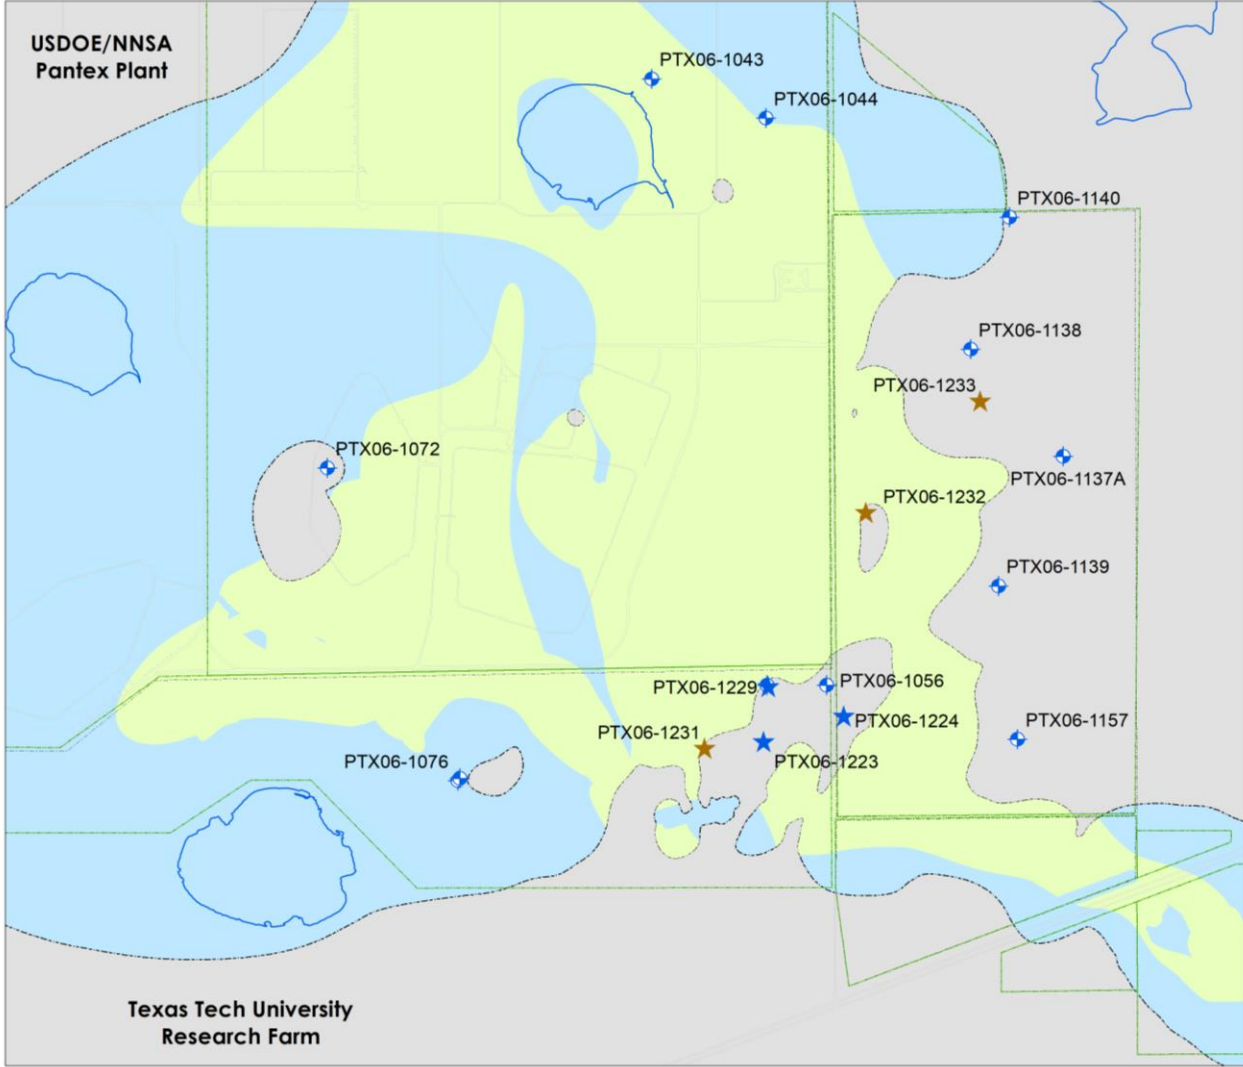 USDOE/NNSA
Pantex Plant
PTX06-1043
PTX06-1044
PTX06-1140
PTX06-1138
PTX06-1233
PTX06-1072
PTX06-1137A
PTX06-1232
PTX06-1139
PTX06-1229
PTX06-1056
PTX06-1224
PTX06-1157
PTX06-1231
PTX06-1223
PTX06-1076
Texas Tech University
Research Farm